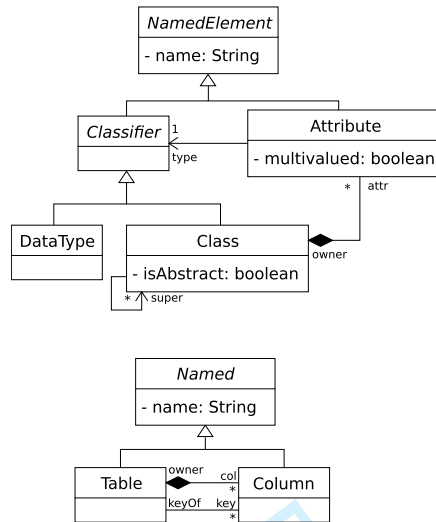 NamedElement
- name: String
Classifier
1
type
Attribute
- multivalued: boolean
* attr
DataType
Class
- isAbstract: boolean
owner
* super
Named
- name: String
Table
owner
col
*
keyOf
key
*
Column